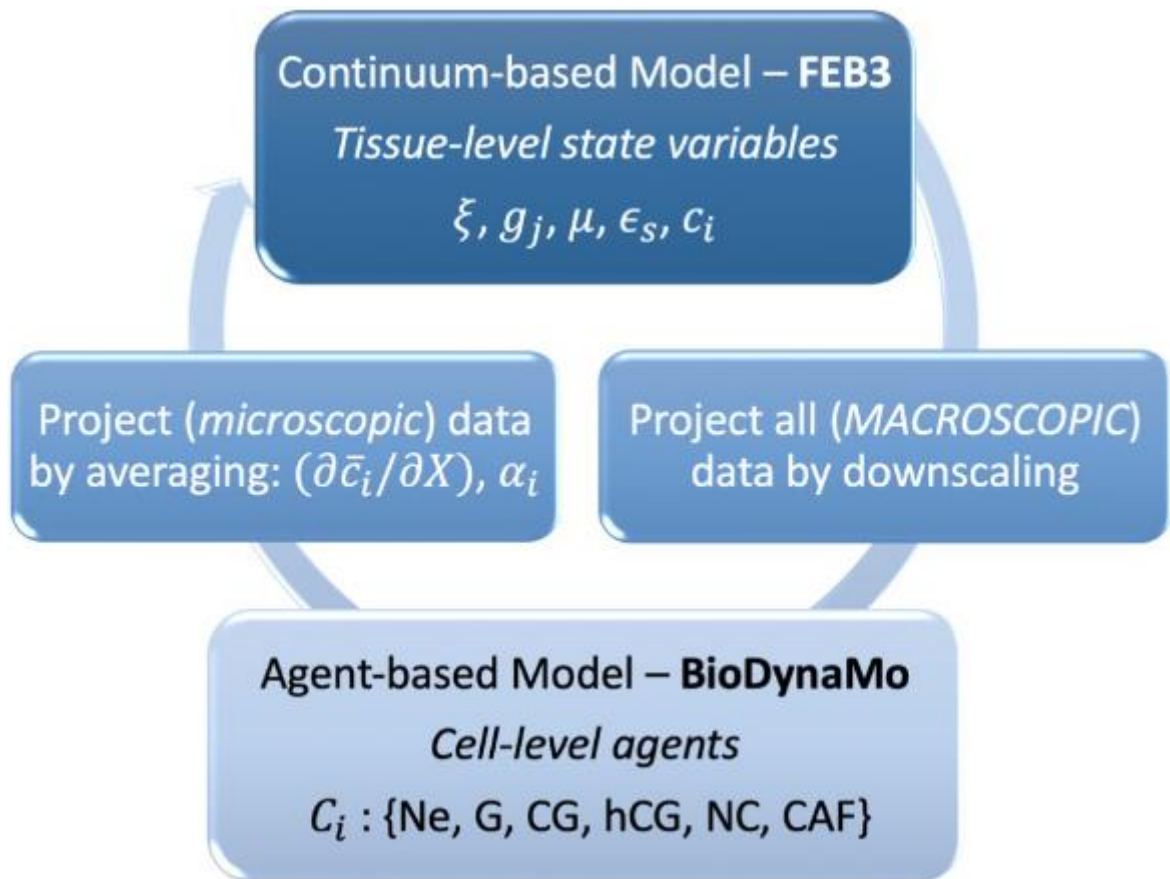 Continuum-based Model – FEB3
Tissue-level state variables
ξ, g_j, μ, ϵ_s, c_i
Project (microscopic) data
by averaging: (∂c̄_i/∂X), α_i
Project all (MACROSCOPIC)
data by downscaling
Agent-based Model – BioDynaMo
Cell-level agents
C_i : {Ne, G, CG, hCG, NC, CAF}